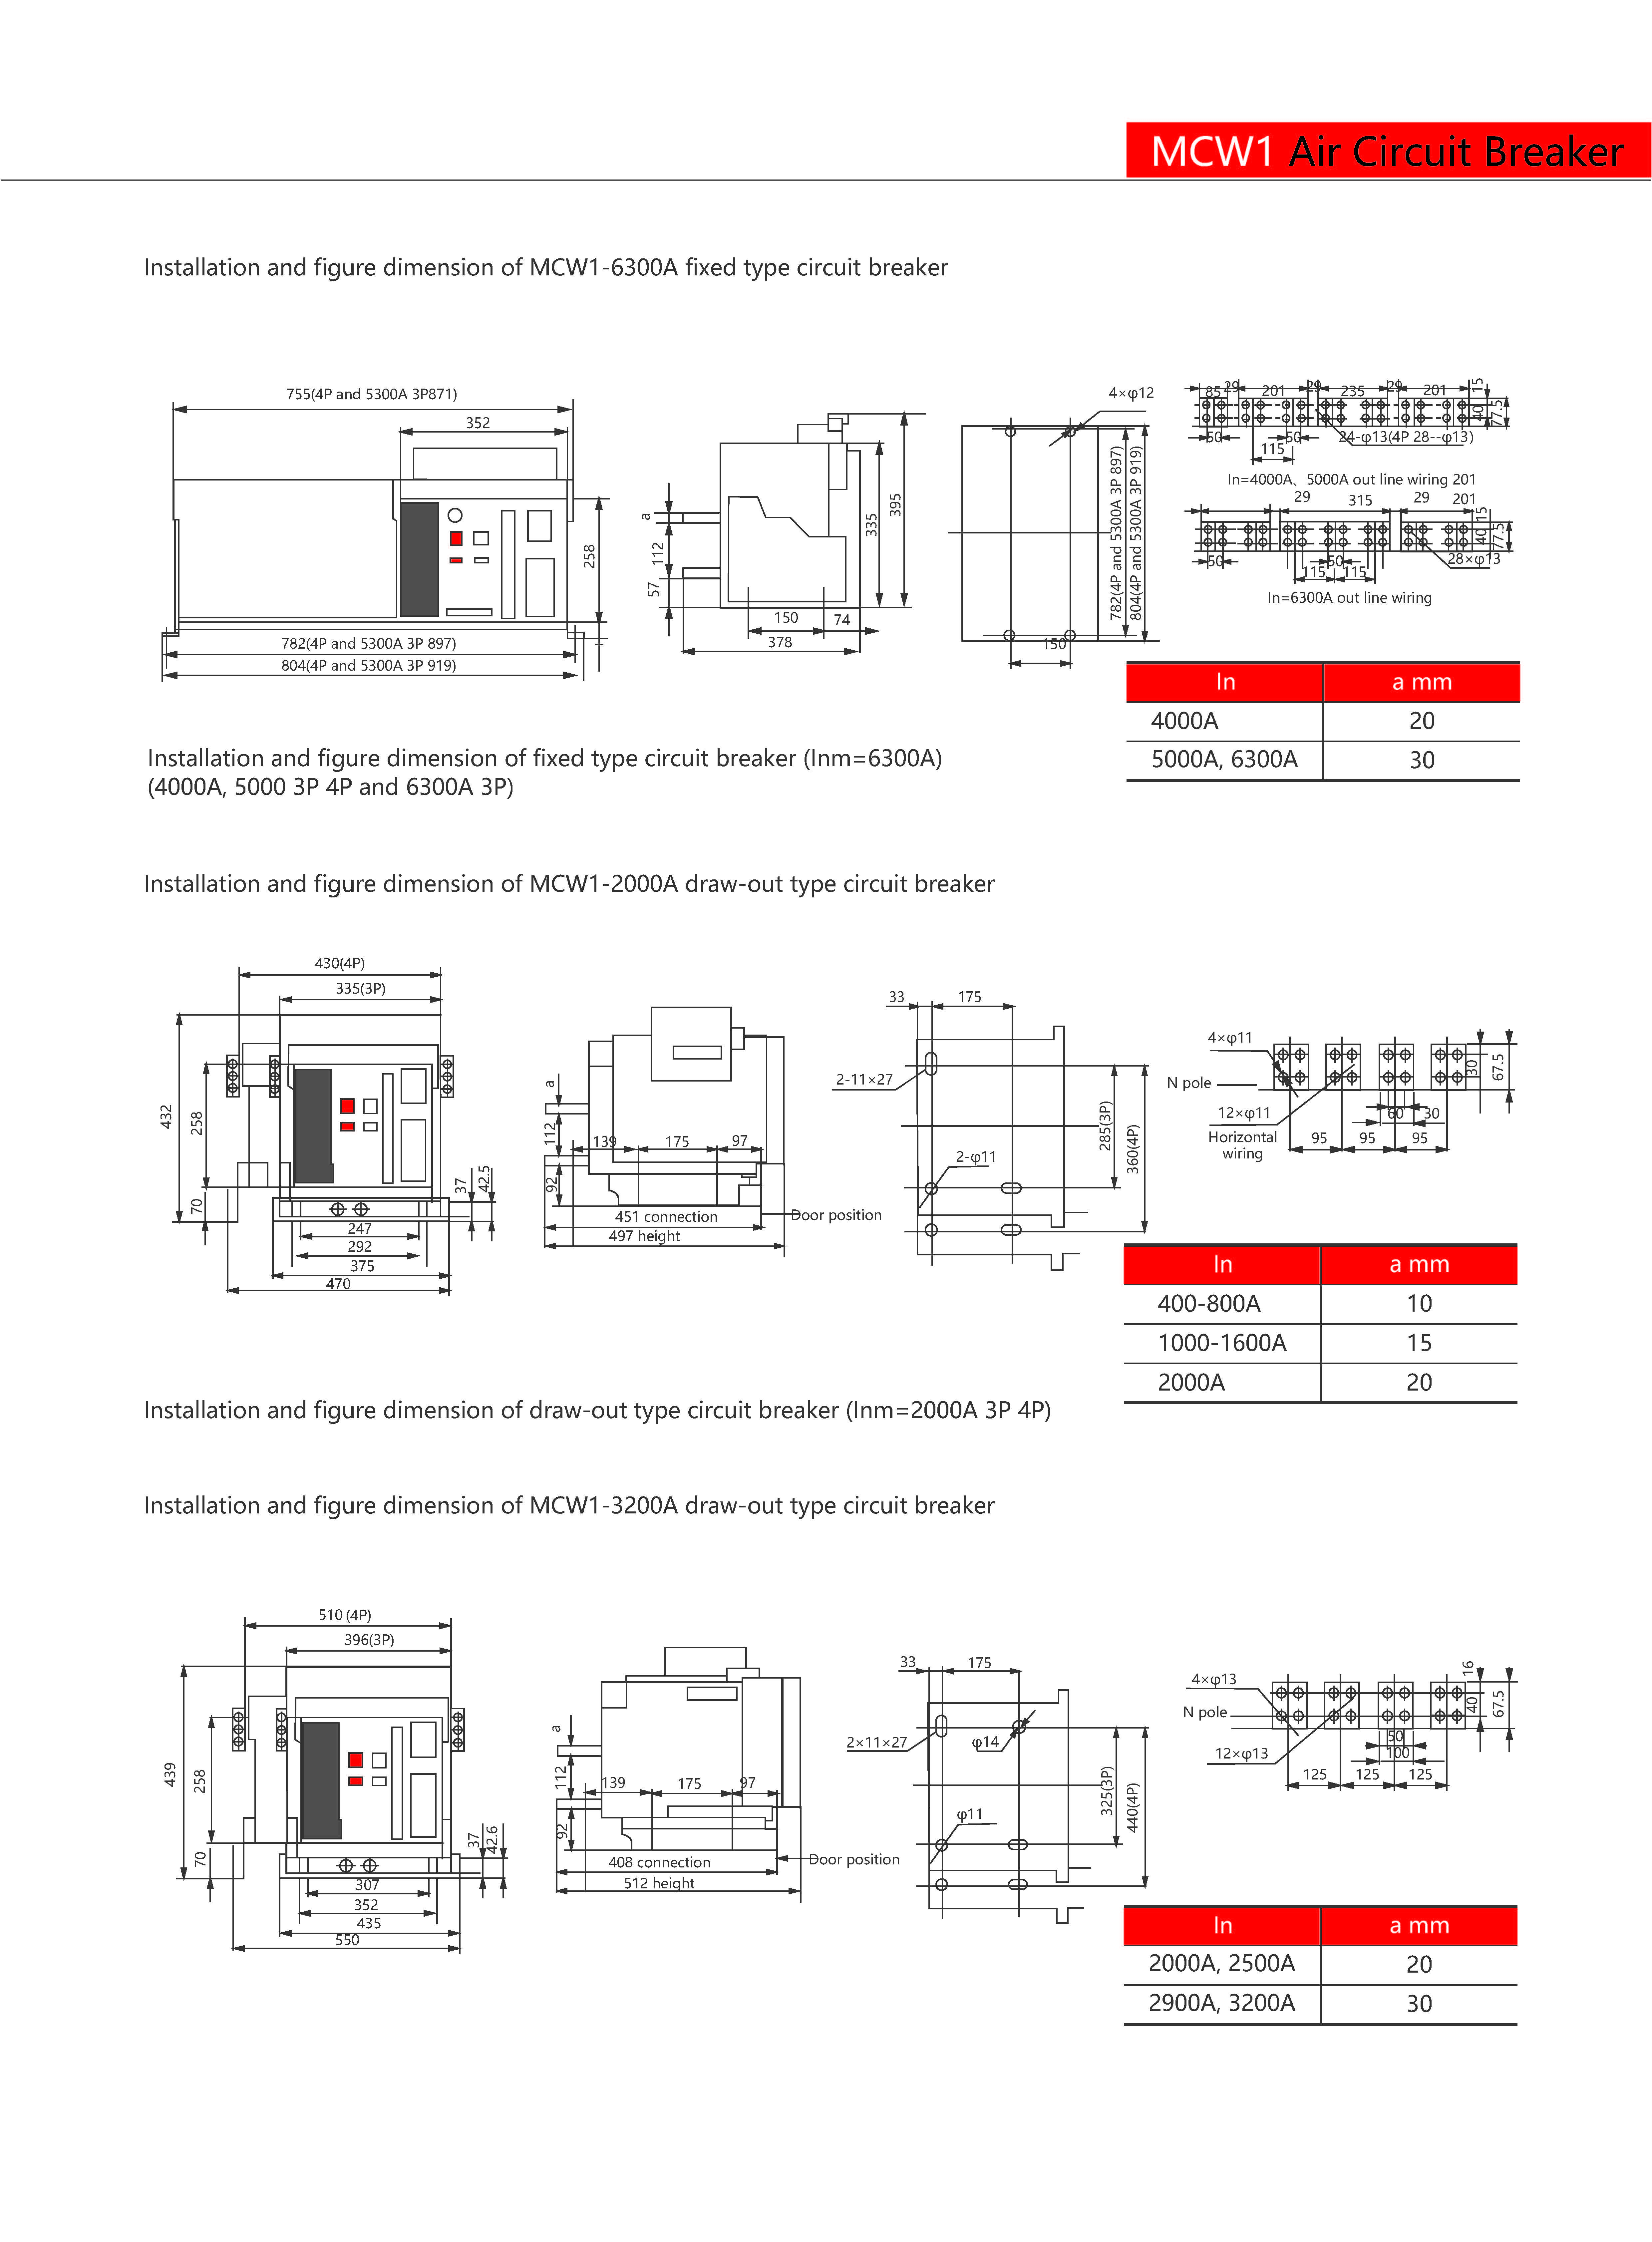 MCW1 Air Circuit Breaker
Installation and figure dimension of MCW1-6300A fixed type circuit breaker
755(4P and 5300A 3P871)
352
258
782(4P and 5300A 3P 897)
804(4P and 5300A 3P 919)
a
112
57
335
395
150
74
378
4×φ12
782(4P and 5300A 3P 897)
804(4P and 5300A 3P 919)
150
85
29
201
29
235
29
201
15
40
77.5
50
50
24-φ13(4P 28--φ13)
115
In=4000A、5000A out line wiring 201
29
315
29
201
15
40
77.5
50
50
28×φ13
115
115
In=6300A out line wiring
In
a mm
4000A
20
5000A, 6300A
30
Installation and figure dimension of fixed type circuit breaker (Inm=6300A)
(4000A, 5000 3P 4P and 6300A 3P)
Installation and figure dimension of MCW1-2000A draw-out type circuit breaker
430(4P)
335(3P)
432
258
70
37
42.5
247
292
375
470
a
112
92
139
175
97
451 connection
497 height
Door position
33
175
2-11×27
2-φ11
285(3P)
360(4P)
4×φ11
N pole
12×φ11
Horizontal
wiring
30
67.5
60
30
95
95
95
In
a mm
400-800A
10
1000-1600A
15
2000A
20
Installation and figure dimension of draw-out type circuit breaker (Inm=2000A 3P 4P)
Installation and figure dimension of MCW1-3200A draw-out type circuit breaker
510 (4P)
396(3P)
439
258
70
37
42.6
307
352
435
550
a
112
92
139
175
97
408 connection
512 height
Door position
33
175
2×11×27
φ14
φ11
325(3P)
440(4P)
4×φ13
N pole
12×φ13
16
40
67.5
50
100
125
125
125
In
a mm
2000A, 2500A
20
2900A, 3200A
30